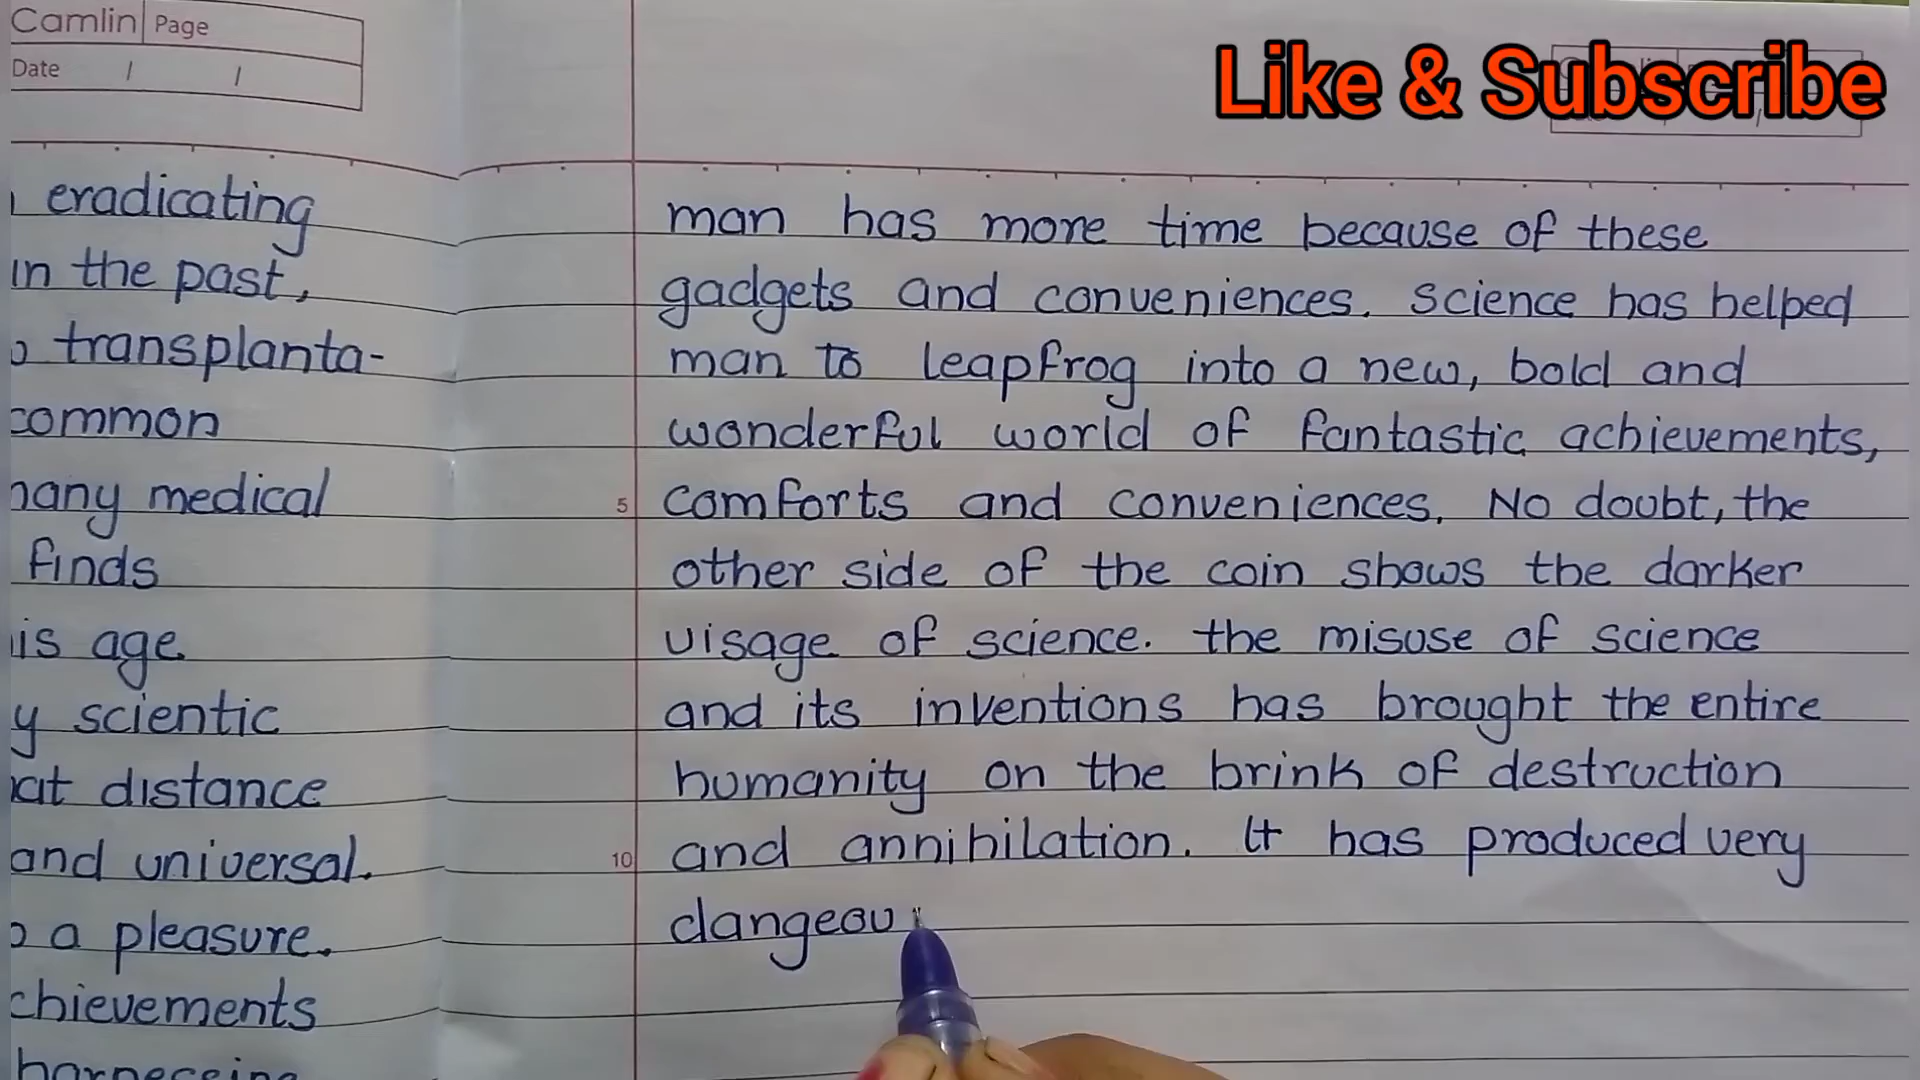 Camlin Page
Date / /
Like & Subscribe
eradicating
in the past,
transplanta-
common
many medical
finds
is age
y scientic
at distance
and universal.
a pleasure.
chievements
man has more time because of these
gadgets and conveniences. science has helped
man to leapfrog into a new, bold and
wonderful world of fantastic achievements,
5 comforts and conveniences. No doubt, the
other side of the coin shows the darker
visage of science. the misuse of science
and its inventions has brought the entire
humanity on the brink of destruction
10 and annihilation. It has produced very
dangeou